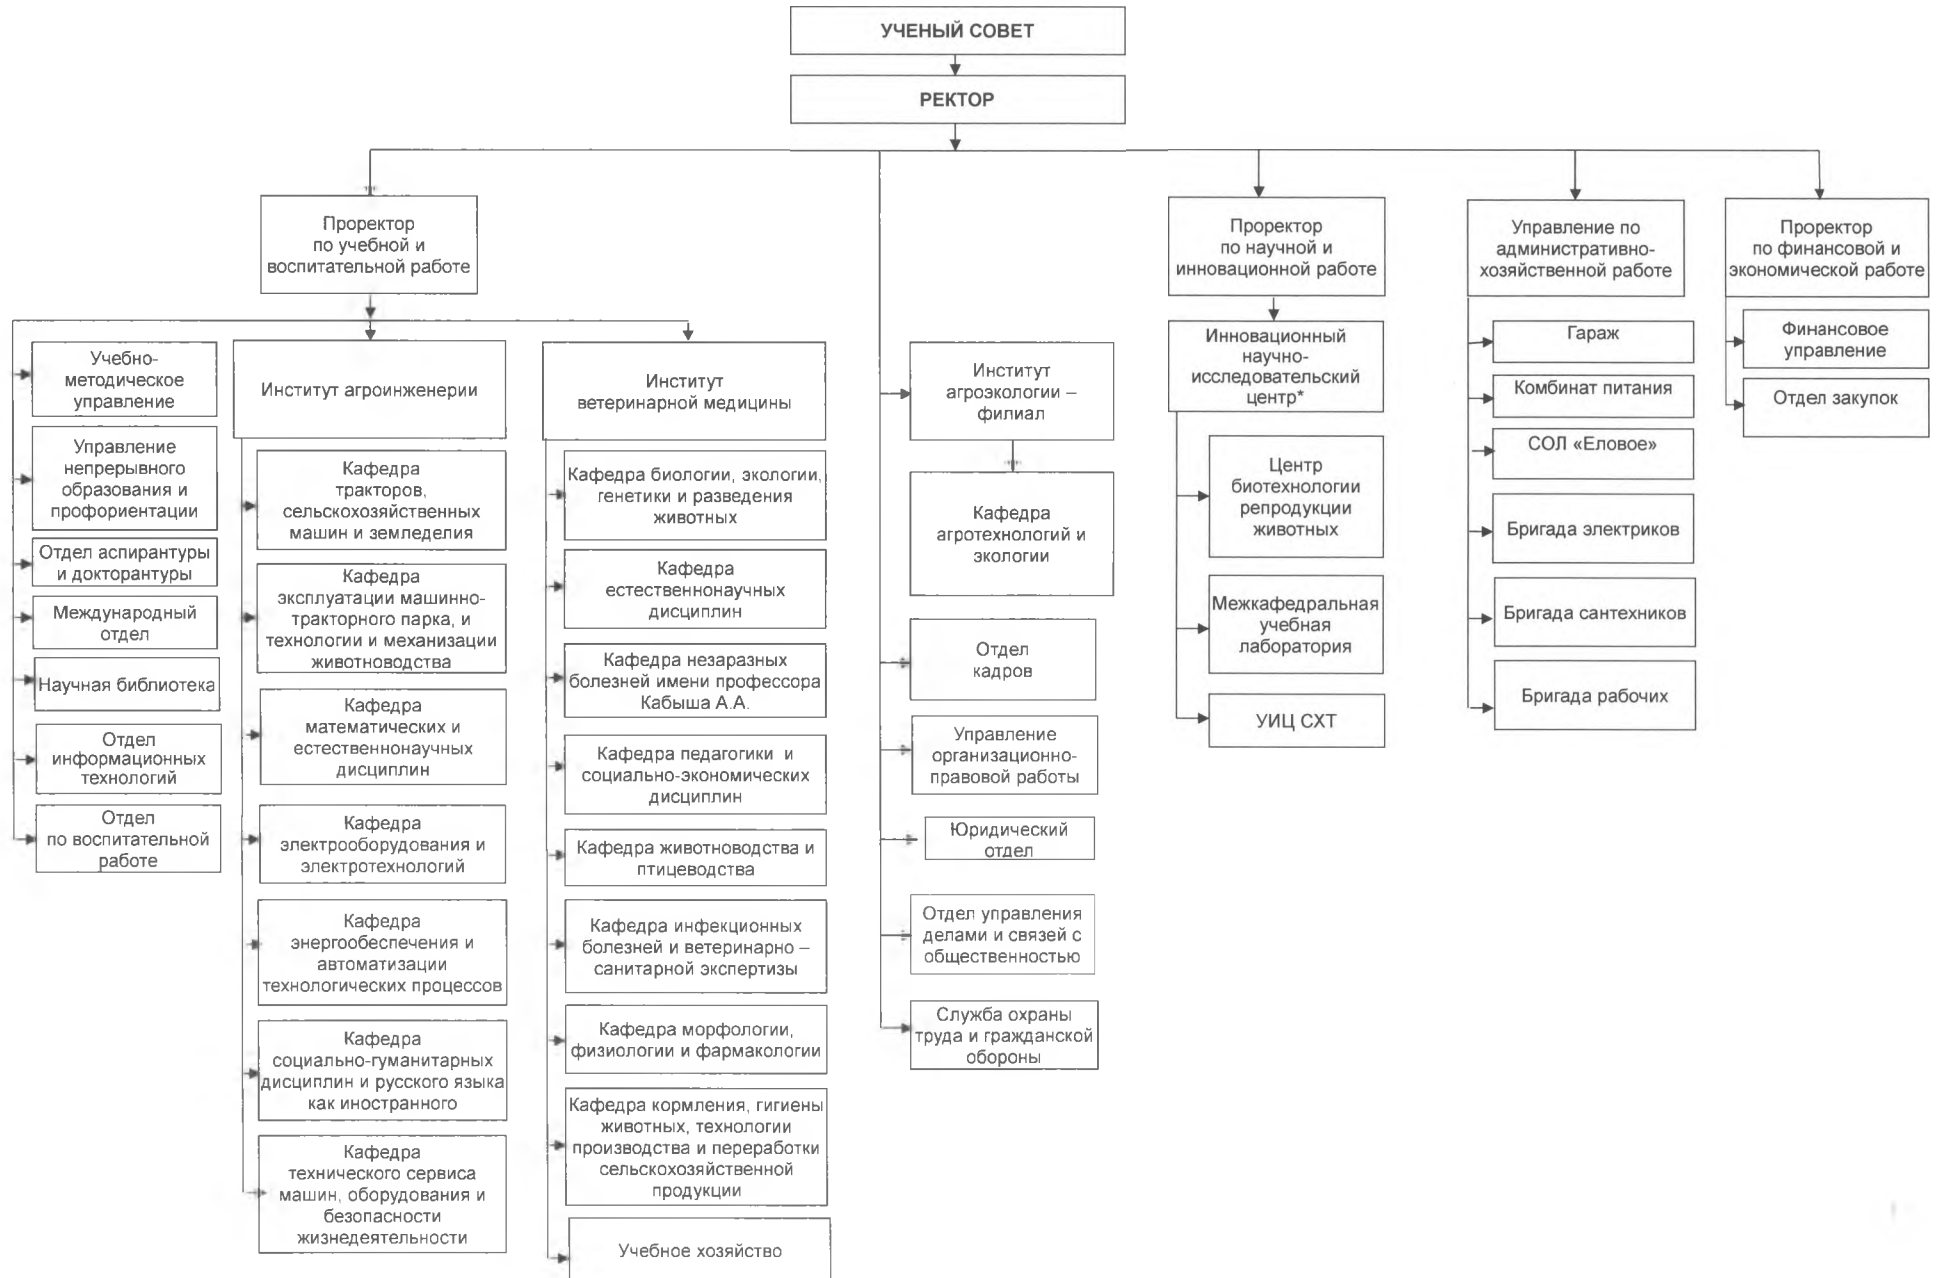 УЧЕНЫЙ СОВЕТ
РЕКТОР
Проректор
по учебной и
воспитательной работе
Учебно-
методическое
управление
Управление
непрерывного
образования и
профориентации
Отдел аспирантуры
и докторантуры
Международный
отдел
Научная библиотека
Отдел
информационных
технологий
Отдел
по воспитательной
работе
Институт агроинженерии
Кафедра
тракторов,
сельскохозяйственных
машин и земледелия
Кафедра
эксплуатации машинно-
тракторного парка, и
технологии и механизации
животноводства
Кафедра
математических и
естественнонаучных
дисциплин
Кафедра
электрооборудования и
электротехнологий
Кафедра
энергообеспечения и
автоматизации
технологических процессов
Кафедра
социально-гуманитарных
дисциплин и русского языка
как иностранного
Кафедра
технического сервиса
машин, оборудования и
безопасности
жизнедеятельности
Институт
ветеринарной медицины
Кафедра биологии, экологии,
генетики и разведения
животных
Кафедра
естественнонаучных
дисциплин
Кафедра незаразных
болезней имени профессора
Кабыша А.А.
Кафедра педагогики и
социально-экономических
дисциплин
Кафедра животноводства и
птицеводства
Кафедра инфекционных
болезней и ветеринарно –
санитарной экспертизы
Кафедра морфологии,
физиологии и фармакологии
Кафедра кормления, гигиены
животных, технологии
производства и переработки
сельскохозяйственной
продукции
Учебное хозяйство
Институт
агроэкологии –
филиал
Кафедра
агротехнологий и
экологии
Отдел
кадров
Управление
организационно-
правовой работы
Юридический
отдел
Отдел управления
делами и связей с
общественностью
Служба охраны
труда и гражданской
обороны
Проректор
по научной и
инновационной работе
Инновационный
научно-
исследовательский
центр*
Центр
биотехнологии
репродукции
животных
Межкафедральная
учебная
лаборатория
УИЦ СХТ
Управление по
административно-
хозяйственной работе
Гараж
Комбинат питания
СОЛ «Еловое»
Бригада электриков
Бригада сантехников
Бригада рабочих
Проректор
по финансовой и
экономической работе
Финансовое
управление
Отдел закупок